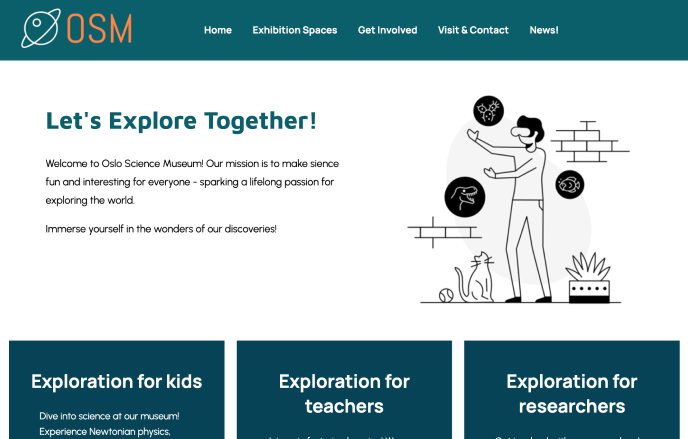 OSM
Home Exhibition Spaces Get Involved Visit & Contact News!
Let's Explore Together!
Welcome to Oslo Science Museum! Our mission is to make sience
fun and interesting for everyone - sparking a lifelong passion for
exploring the world.
Immerse yourself in the wonders of our discoveries!
Exploration for kids
Dive into science at our museum!
Experience Newtonian physics,
Exploration for
teachers
Exploration for
researchers